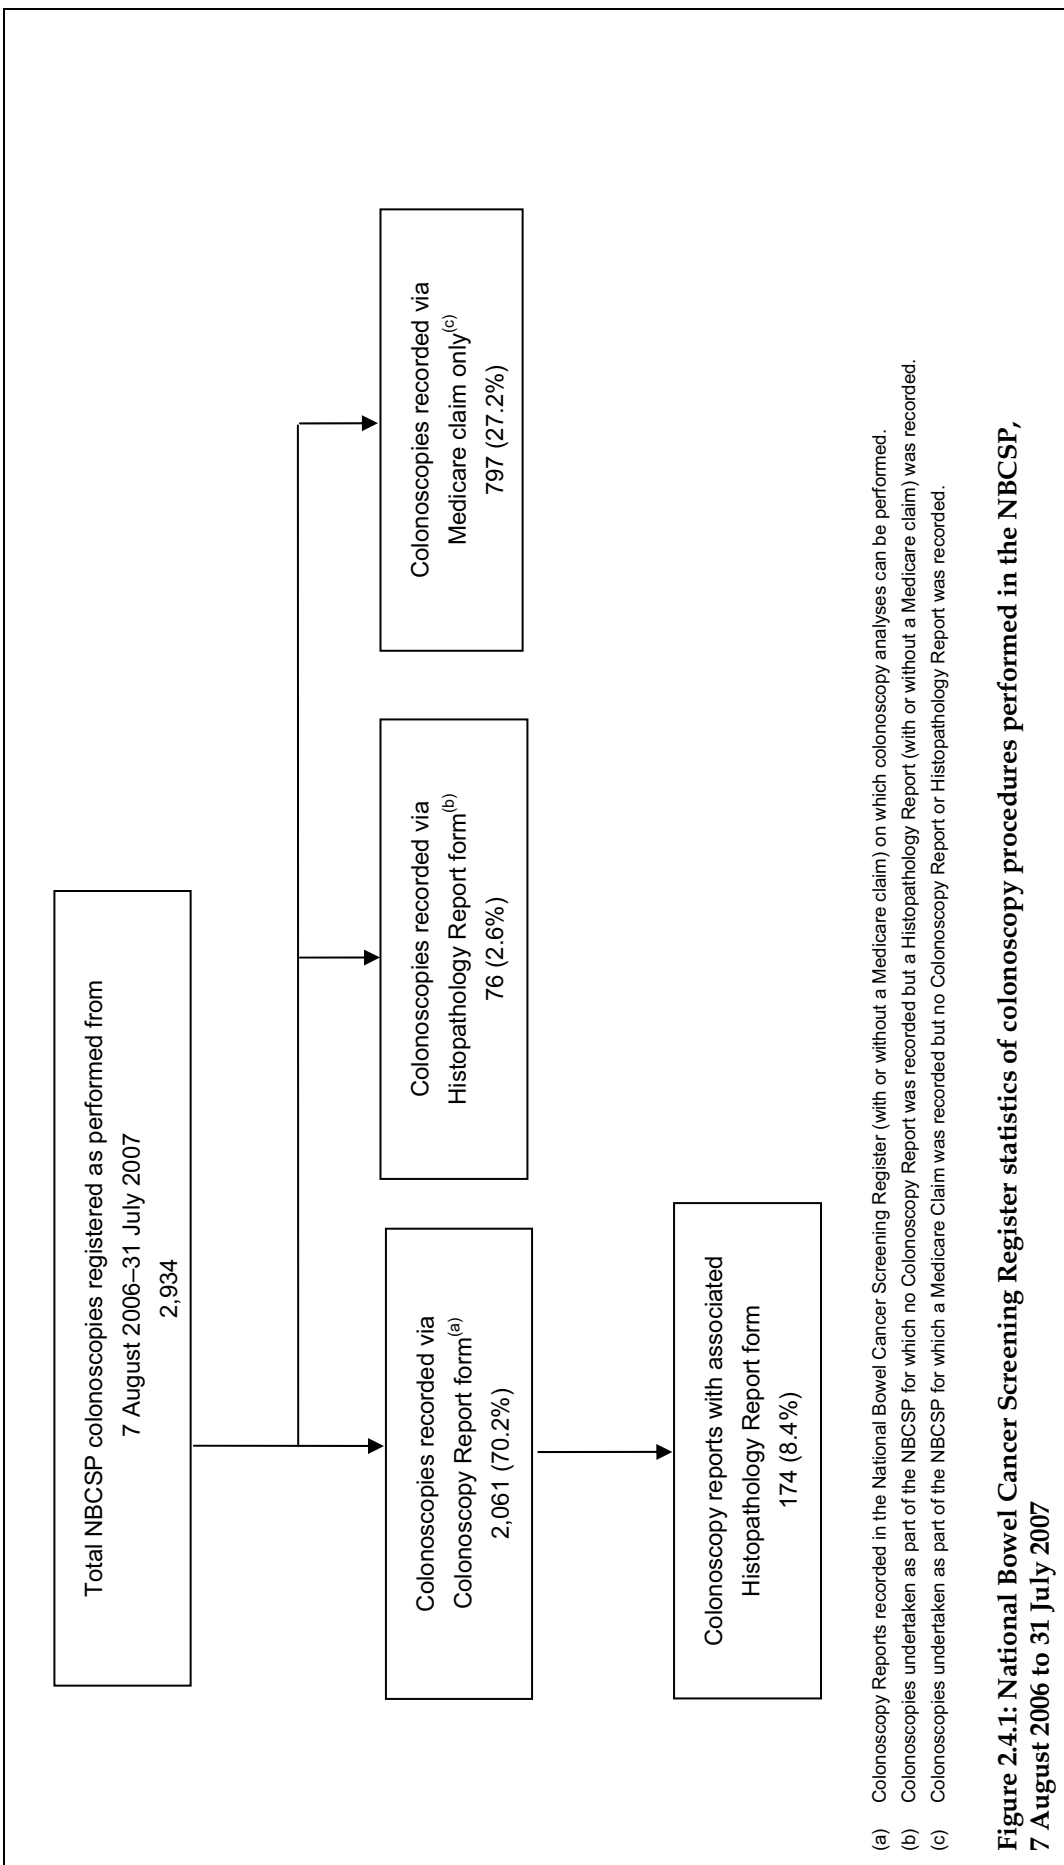 Total NBCSP colonoscopies registered as performed from
7 August 2006–31 July 2007
2,934
Colonoscopies recorded via
Colonoscopy Report form(a)
2,061 (70.2%)
Colonoscopies recorded via
Histopathology Report form(b)
76 (2.6%)
Colonoscopies recorded via
Medicare claim only(c)
797 (27.2%)
Colonoscopy reports with associated
Histopathology Report form
174 (8.4%)
(a) Colonoscopy Reports recorded in the National Bowel Cancer Screening Register (with or without a Medicare claim) on which colonoscopy analyses can be performed.
(b) Colonoscopies undertaken as part of the NBCSP for which no Colonoscopy Report was recorded but a Histopathology Report (with or without a Medicare claim) was recorded.
(c) Colonoscopies undertaken as part of the NBCSP for which a Medicare Claim was recorded but no Colonoscopy Report or Histopathology Report was recorded.
Figure 2.4.1: National Bowel Cancer Screening Register statistics of colonoscopy procedures performed in the NBCSP,
7 August 2006 to 31 July 2007